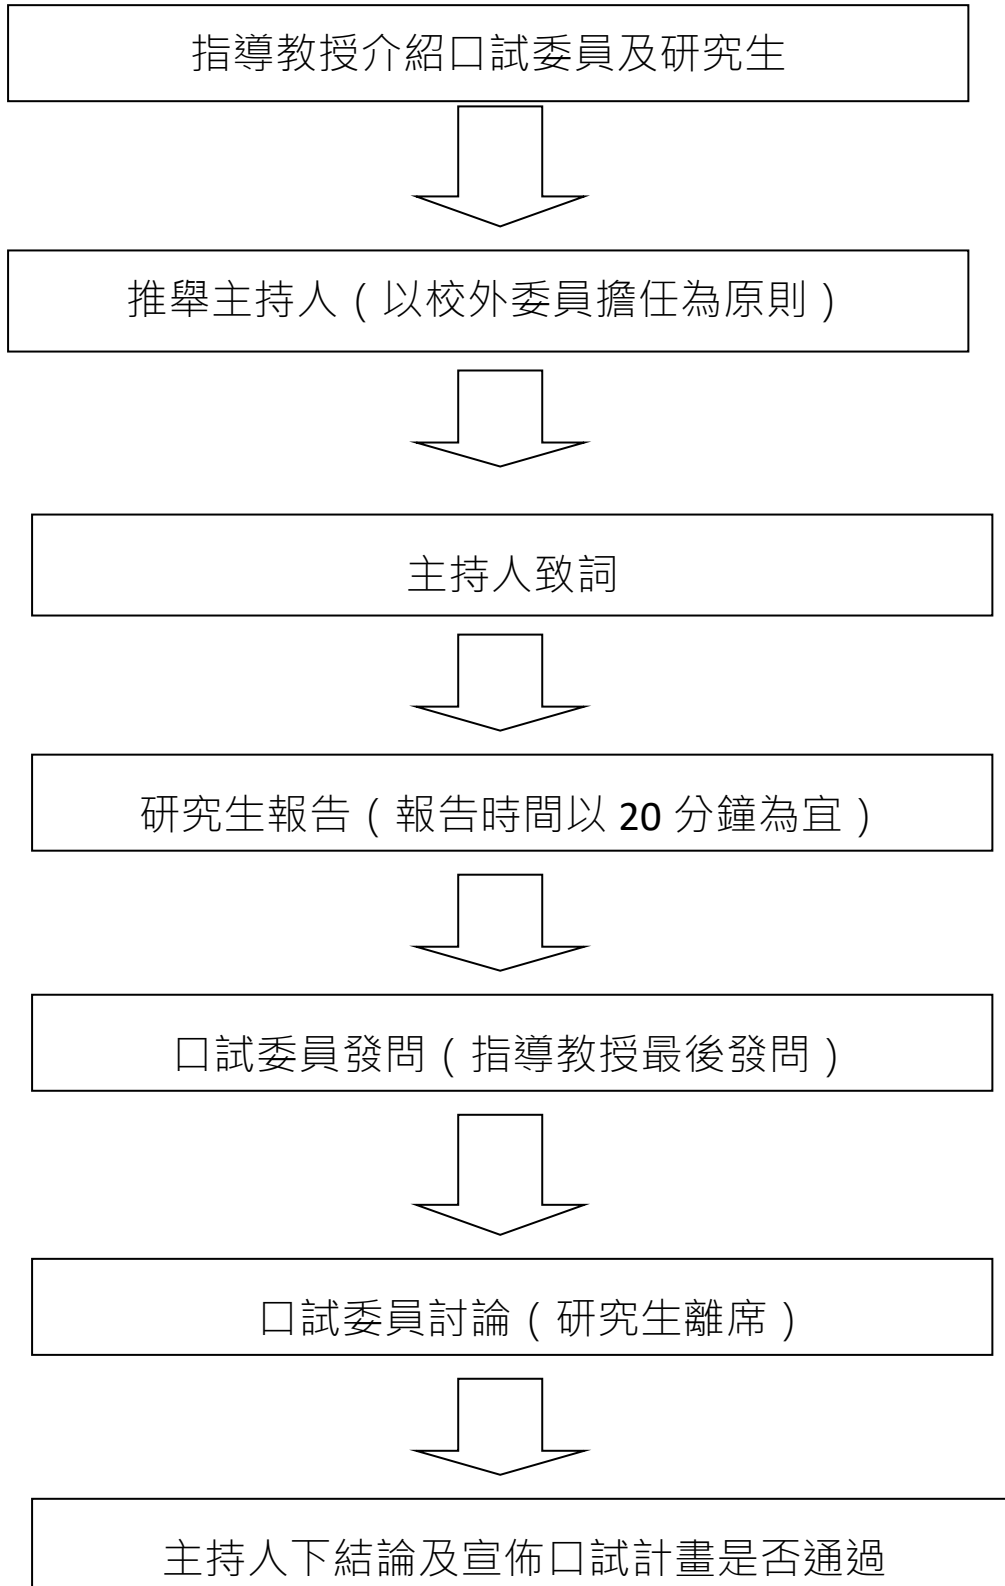 指導教授介紹口試委員及研究生
推舉主持人（以校外委員擔任為原則）
主持人致詞
研究生報告（報告時間以 20 分鐘為宜）
口試委員發問（指導教授最後發問）
口試委員討論（研究生離席）
主持人下結論及宣佈口試計畫是否通過